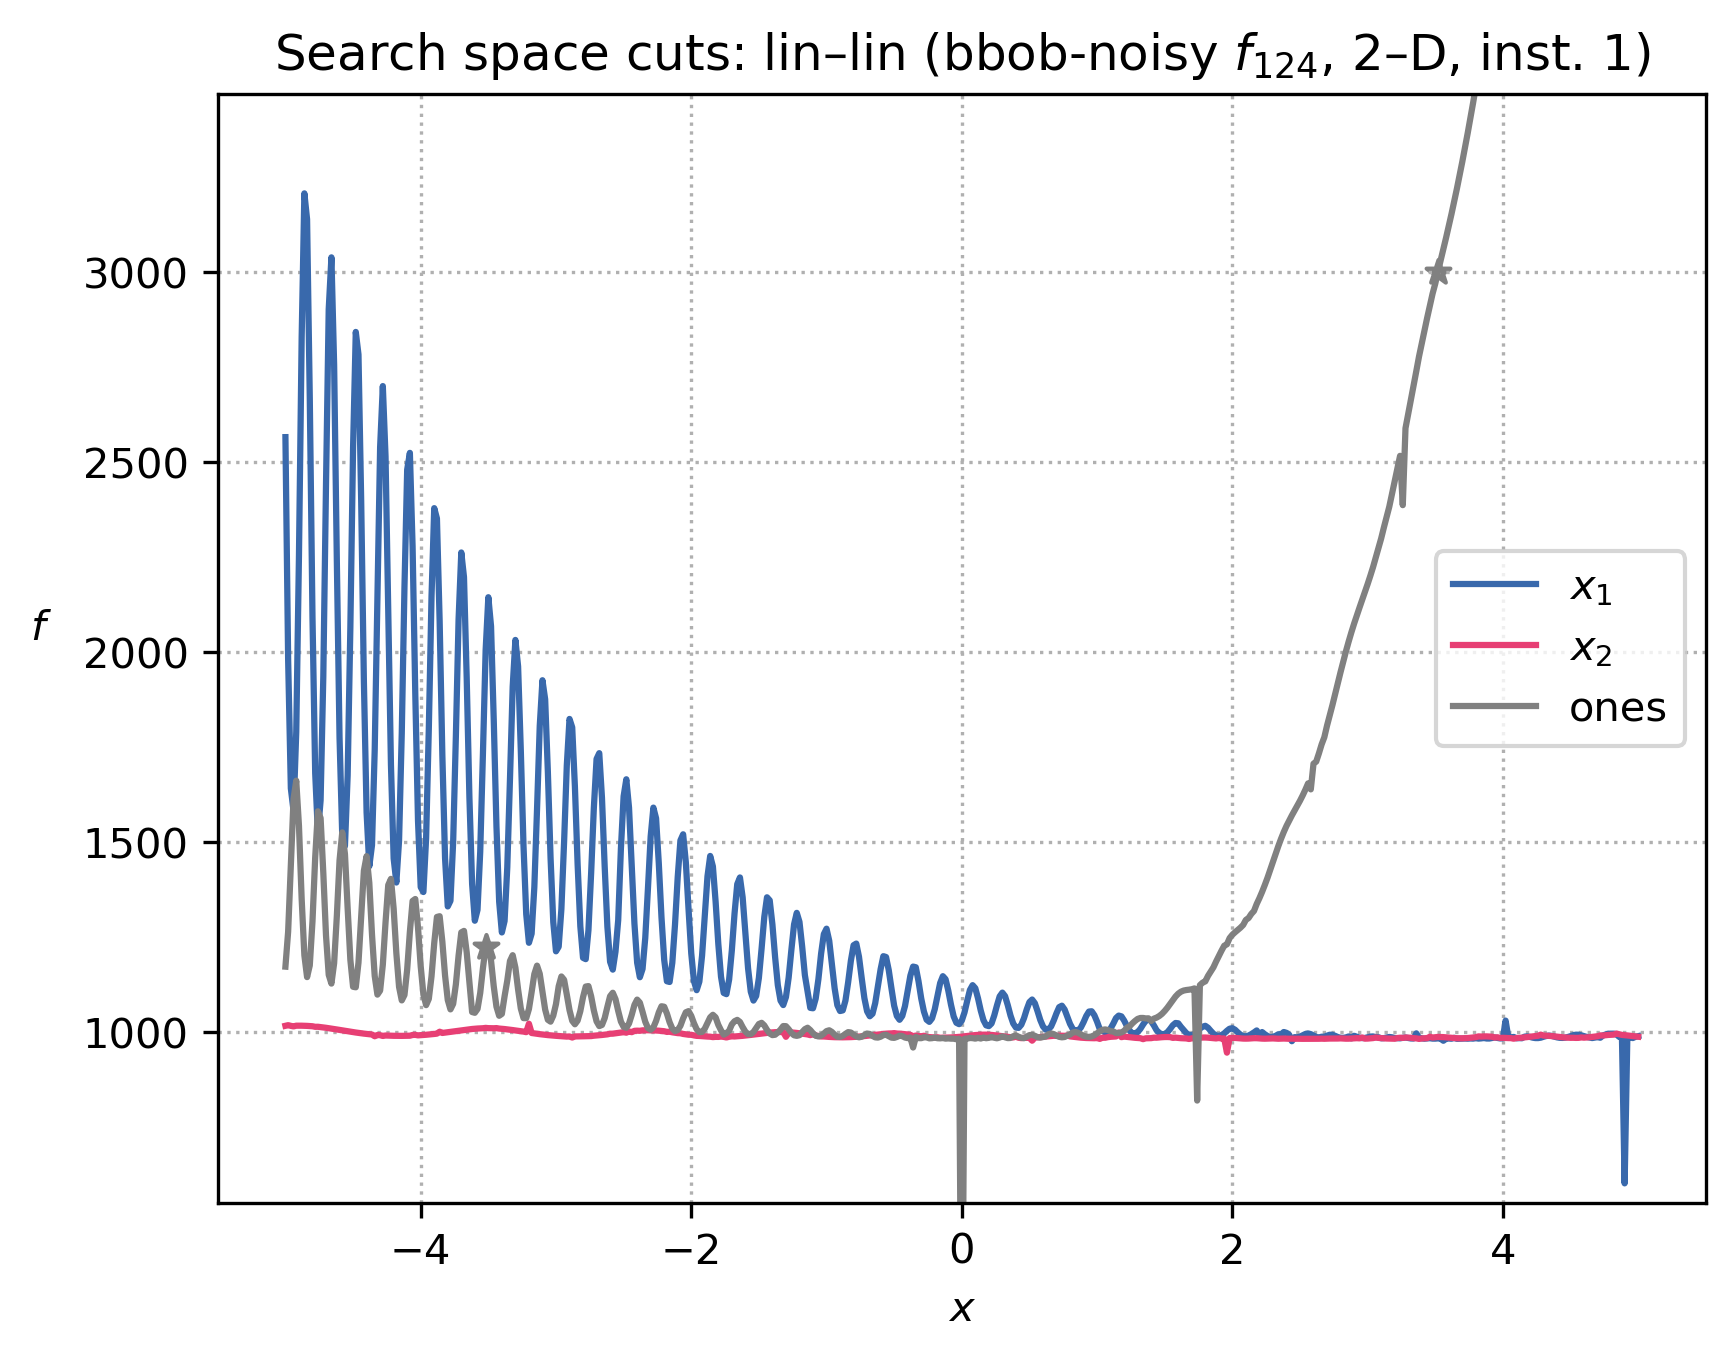 Search space cuts: lin–lin (bbob-noisy f₁₂₄, 2–D, inst. 1)
3000
2500
2000
1500
1000
f
x₁
x₂
ones
−4 −2 0 2 4
x